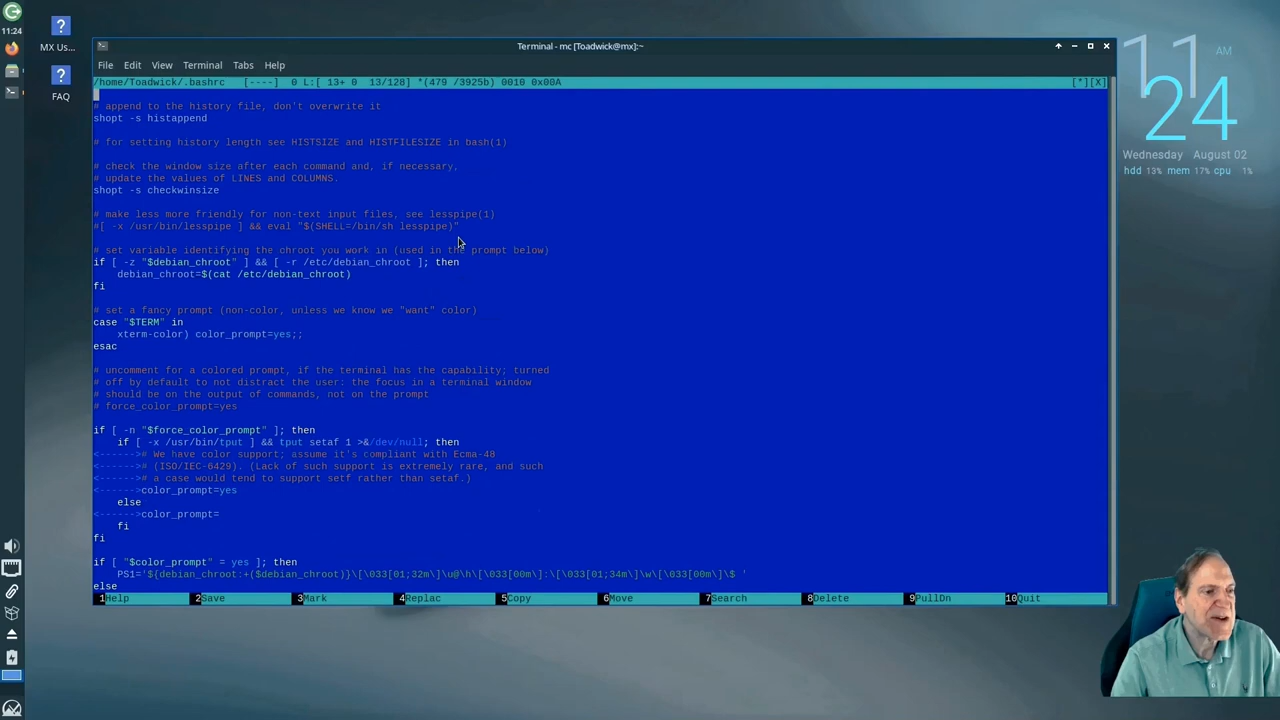 11:24
MX Us...
FAQ
Terminal - mc [Toadwick@mx]:~
File Edit View Terminal Tabs Help
/home/Toadwick/.bashrc [----] 0 L:[ 13+ 0 13/128] *(479 /3925b) 0010 0x00A [*][X]
# append to the history file, don't overwrite it
shopt -s histappend
# for setting history length see HISTSIZE and HISTFILESIZE in bash(1)
# check the window size after each command and, if necessary,
# update the values of LINES and COLUMNS.
shopt -s checkwinsize
# make less more friendly for non-text input files, see lesspipe(1)
#[ -x /usr/bin/lesspipe ] && eval "$(SHELL=/bin/sh lesspipe)"
# set variable identifying the chroot you work in (used in the prompt below)
if [ -z "$debian_chroot" ] && [ -r /etc/debian_chroot ]; then
debian_chroot=$(cat /etc/debian_chroot)
fi
# set a fancy prompt (non-color, unless we know we "want" color)
case "$TERM" in
xterm-color) color_prompt=yes;;
esac
# uncomment for a colored prompt, if the terminal has the capability; turned
# off by default to not distract the user: the focus in a terminal window
# should be on the output of commands, not on the prompt
# force_color_prompt=yes
if [ -n "$force_color_prompt" ]; then
if [ -x /usr/bin/tput ] && tput setaf 1 >&/dev/null; then
<------># We have color support; assume it's compliant with Ecma-48
<------># (ISO/IEC-6429). (Lack of such support is extremely rare, and such
<------># a case would tend to support setf rather than setaf.)
<------>color_prompt=yes
else
<------>color_prompt=
fi
fi
if [ "$color_prompt" = yes ]; then
PS1='${debian_chroot:+($debian_chroot)}\[\033[01;32m\]\u@\h\[\033[00m\]:\[\033[01;34m\]\w\[\033[00m\]\$ '
else
1Help 2Save 3Mark 4Replac 5Copy 6Move 7Search 8Delete 9PullDn 10Quit
11 AM
24
Wednesday August 02
hdd 13% mem 17% cpu 1%